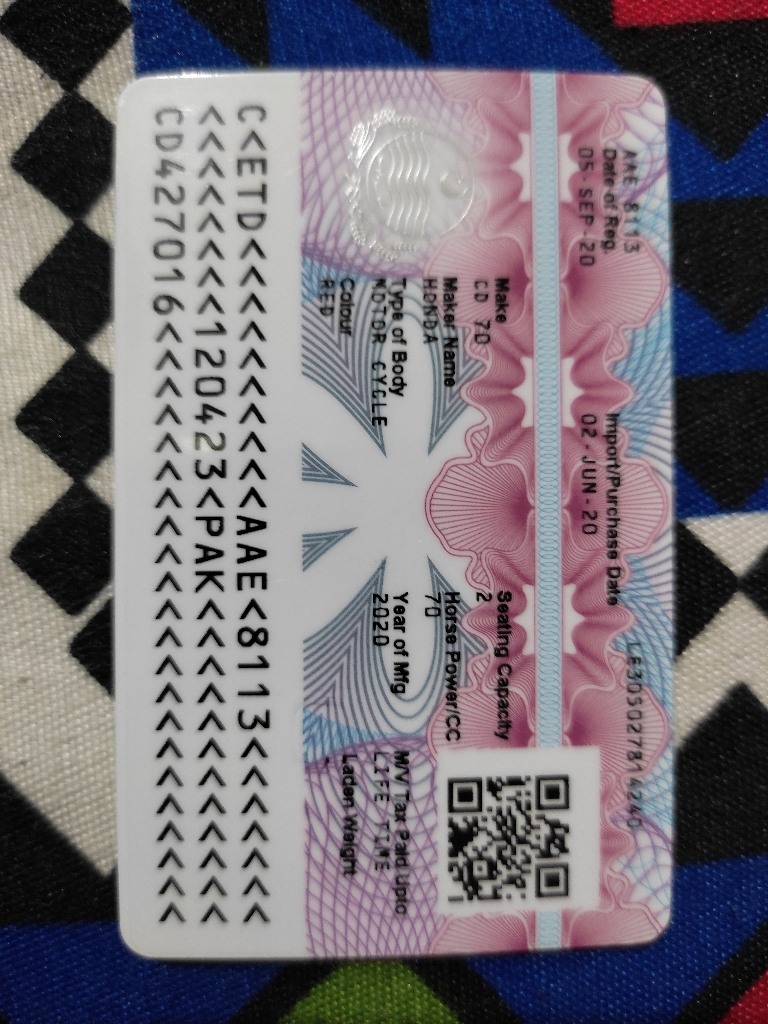 AAE 8113 LE30S027814240
Date of Reg. Import/Purchase Date
05-SEP-20 02-JUN-20
Make Seating Capacity
CD 70 2
Maker Name Horse Power/CC
HONDA 70
Type of Body Year of Mfg M/V Tax Paid Upto
MOTOR CYCLE 2020 LIFE TIME
Colour Laden Weight
RED -
C<ETD<<<<<<<<<<AAE<8113<<<<<<<
<<<<<<<<120423<PAK<<<<<<<<<<<<
CD427016<<<<<<<<<<<<<<<<<<<<<<